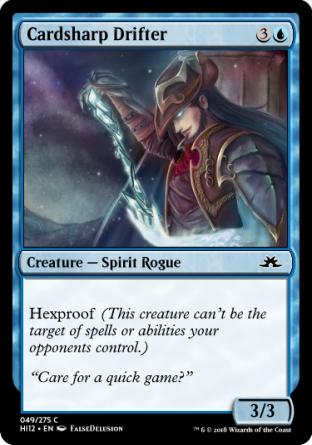 Cardsharp Drifter 3
Creature — Spirit Rogue
Hexproof (This creature can't be the
target of spells or abilities your
opponents control.)
"Care for a quick game?"
3/3
049/275 C
HI12 • EN FalseDelusion
™ & © 2018 Wizards of the Coast